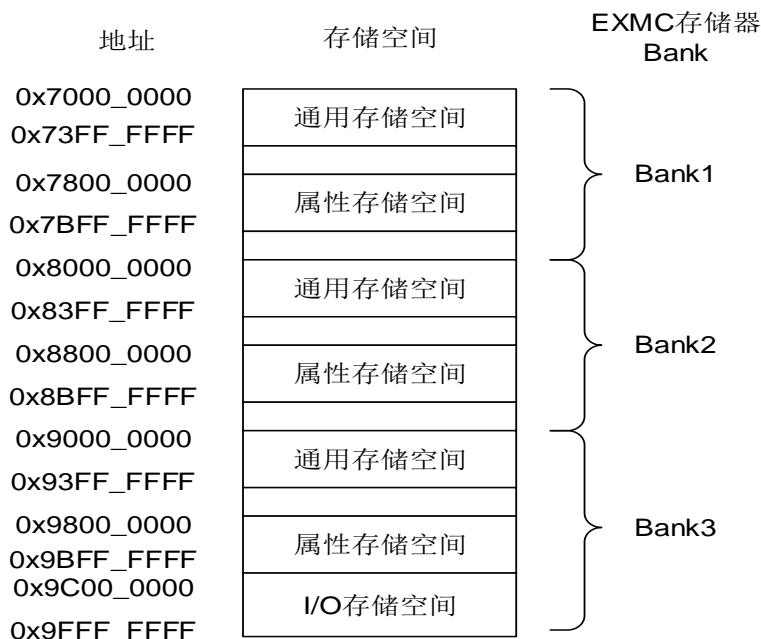 地址
存储空间
EXMC存储器
Bank
0x7000_0000
通用存储空间
0x73FF_FFFF
Bank1
0x7800_0000
属性存储空间
0x7BFF_FFFF
0x8000_0000
通用存储空间
0x83FF_FFFF
Bank2
0x8800_0000
属性存储空间
0x8BFF_FFFF
0x9000_0000
通用存储空间
0x93FF_FFFF
Bank3
0x9800_0000
属性存储空间
0x9BFF_FFFF
0x9C00_0000
I/O存储空间
0x9FFF_FFFF